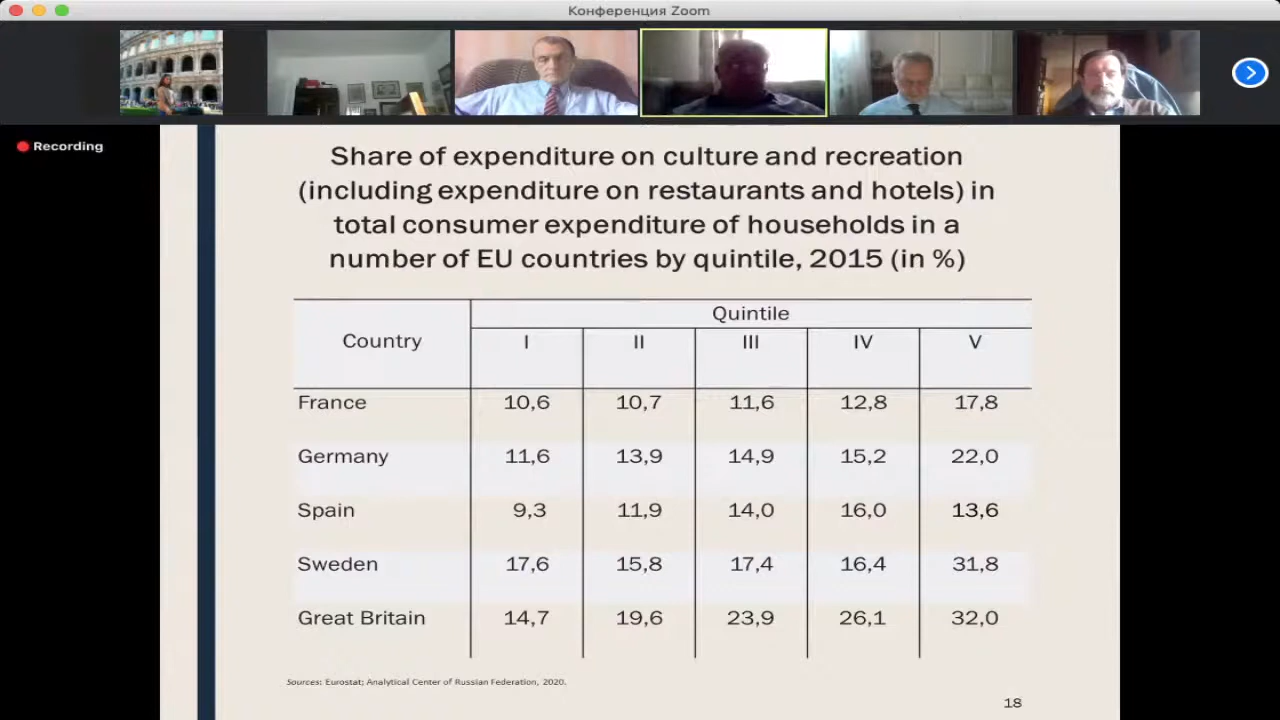 Конференция Zoom
Recording
Share of expenditure on culture and recreation
(including expenditure on restaurants and hotels) in
total consumer expenditure of households in a
number of EU countries by quintile, 2015 (in %)
Country Quintile
I II III IV V
France 10,6 10,7 11,6 12,8 17,8
Germany 11,6 13,9 14,9 15,2 22,0
Spain 9,3 11,9 14,0 16,0 13,6
Sweden 17,6 15,8 17,4 16,4 31,8
Great Britain 14,7 19,6 23,9 26,1 32,0
Sources: Eurostat; Analytical Center of Russian Federation, 2020.
18